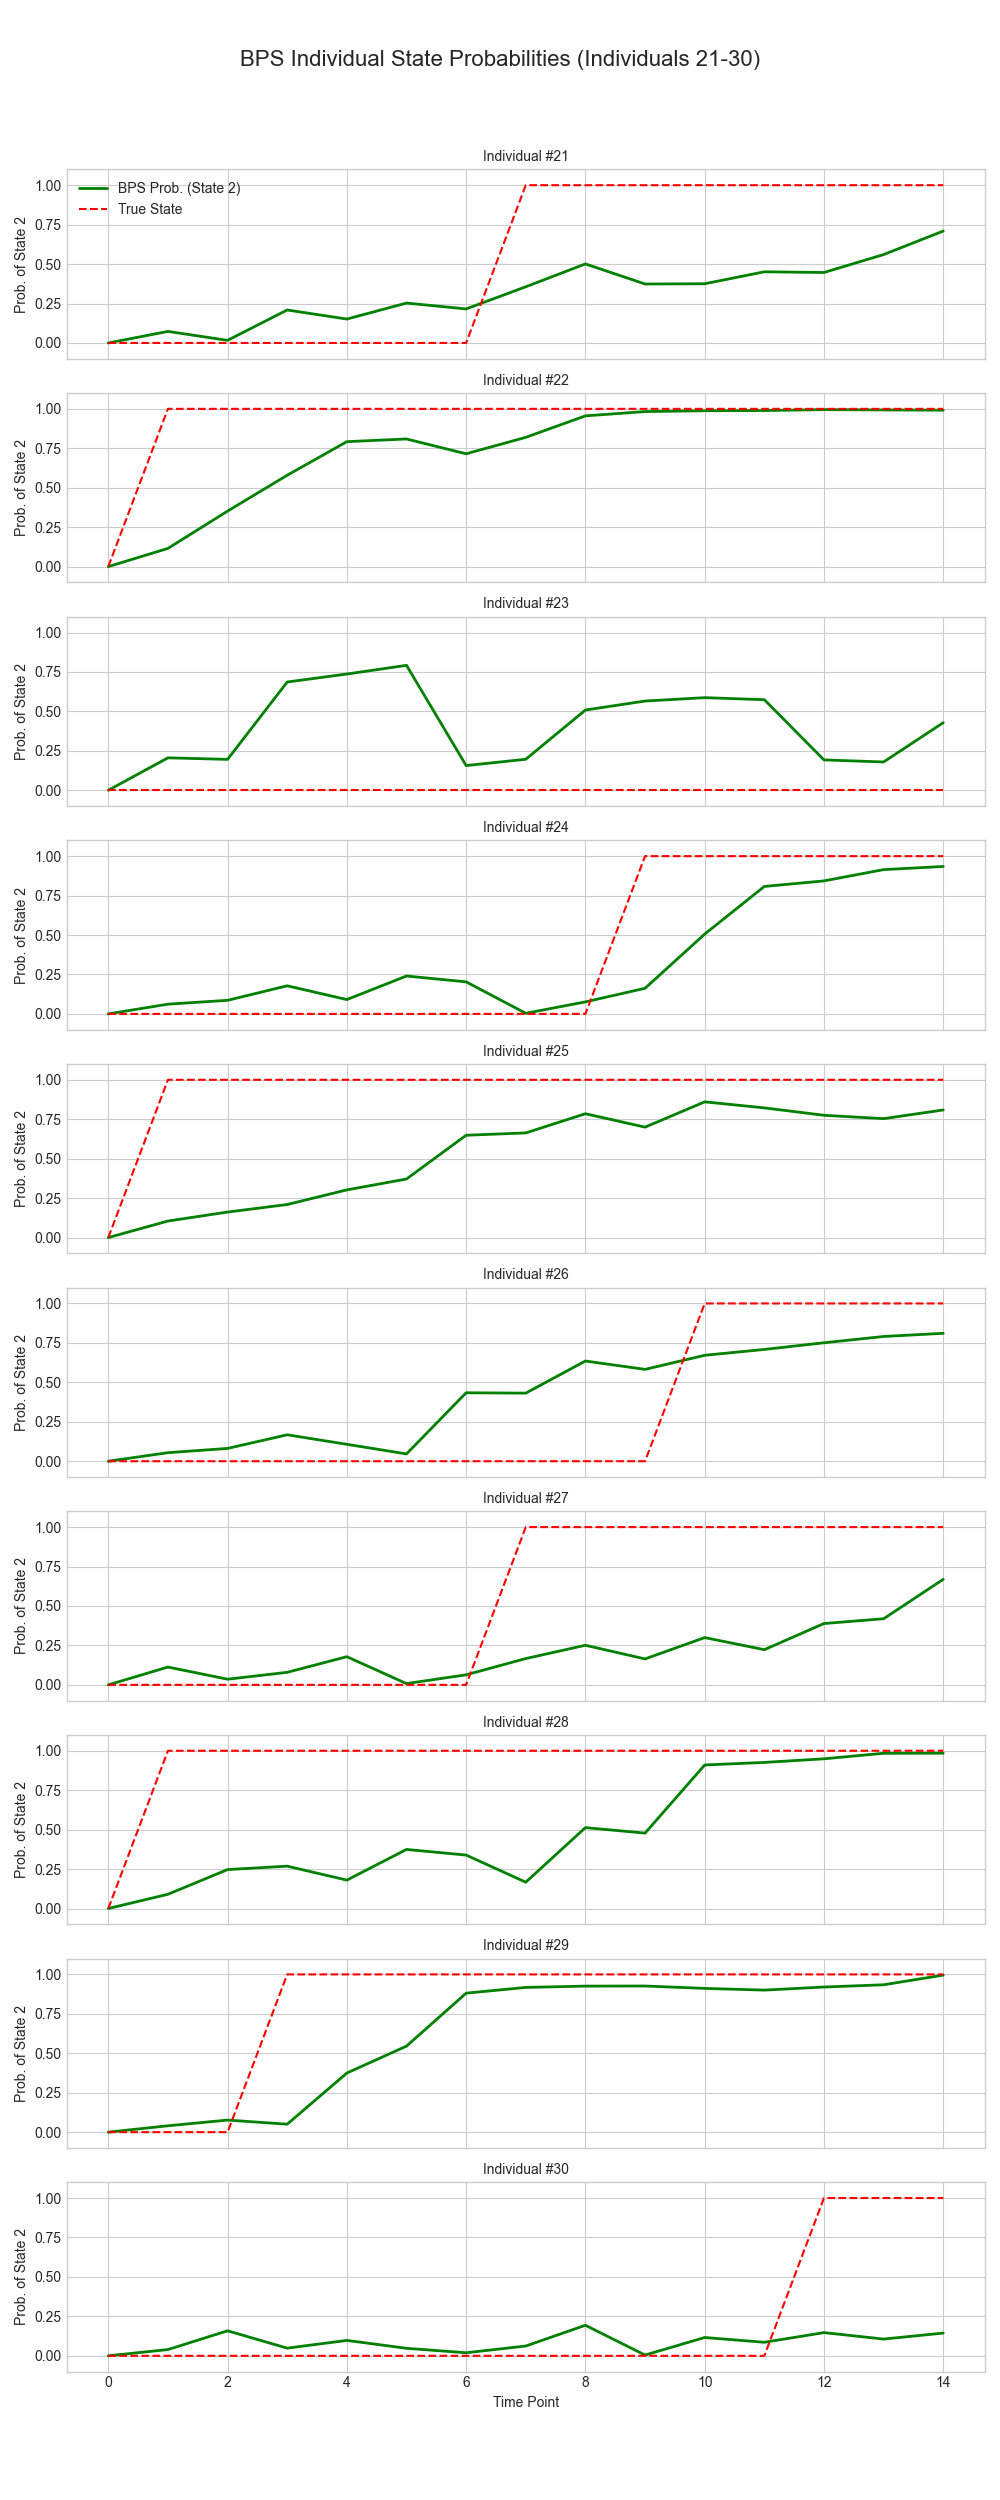 BPS Individual State Probabilities (Individuals 21-30)
Individual #21
BPS Prob. (State 2)
True State
Prob. of State 2
1.00
0.75
0.50
0.25
0.00
Individual #22
Prob. of State 2
1.00
0.75
0.50
0.25
0.00
Individual #23
Prob. of State 2
1.00
0.75
0.50
0.25
0.00
Individual #24
Prob. of State 2
1.00
0.75
0.50
0.25
0.00
Individual #25
Prob. of State 2
1.00
0.75
0.50
0.25
0.00
Individual #26
Prob. of State 2
1.00
0.75
0.50
0.25
0.00
Individual #27
Prob. of State 2
1.00
0.75
0.50
0.25
0.00
Individual #28
Prob. of State 2
1.00
0.75
0.50
0.25
0.00
Individual #29
Prob. of State 2
1.00
0.75
0.50
0.25
0.00
Individual #30
Prob. of State 2
1.00
0.75
0.50
0.25
0.00
0 2 4 6 8 10 12 14
Time Point